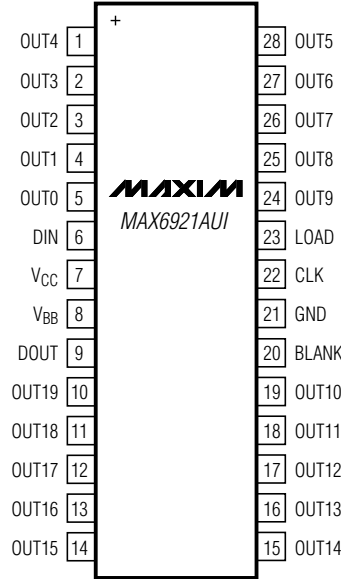 +
OUT4 1 28 OUT5
OUT3 2 27 OUT6
OUT2 3 26 OUT7
OUT1 4 25 OUT8
OUT0 5 MAXIM 24 OUT9
DIN 6 MAX6921AUI 23 LOAD
VCC 7 22 CLK
VBB 8 21 GND
DOUT 9 20 BLANK
OUT19 10 19 OUT10
OUT18 11 18 OUT11
OUT17 12 17 OUT12
OUT16 13 16 OUT13
OUT15 14 15 OUT14